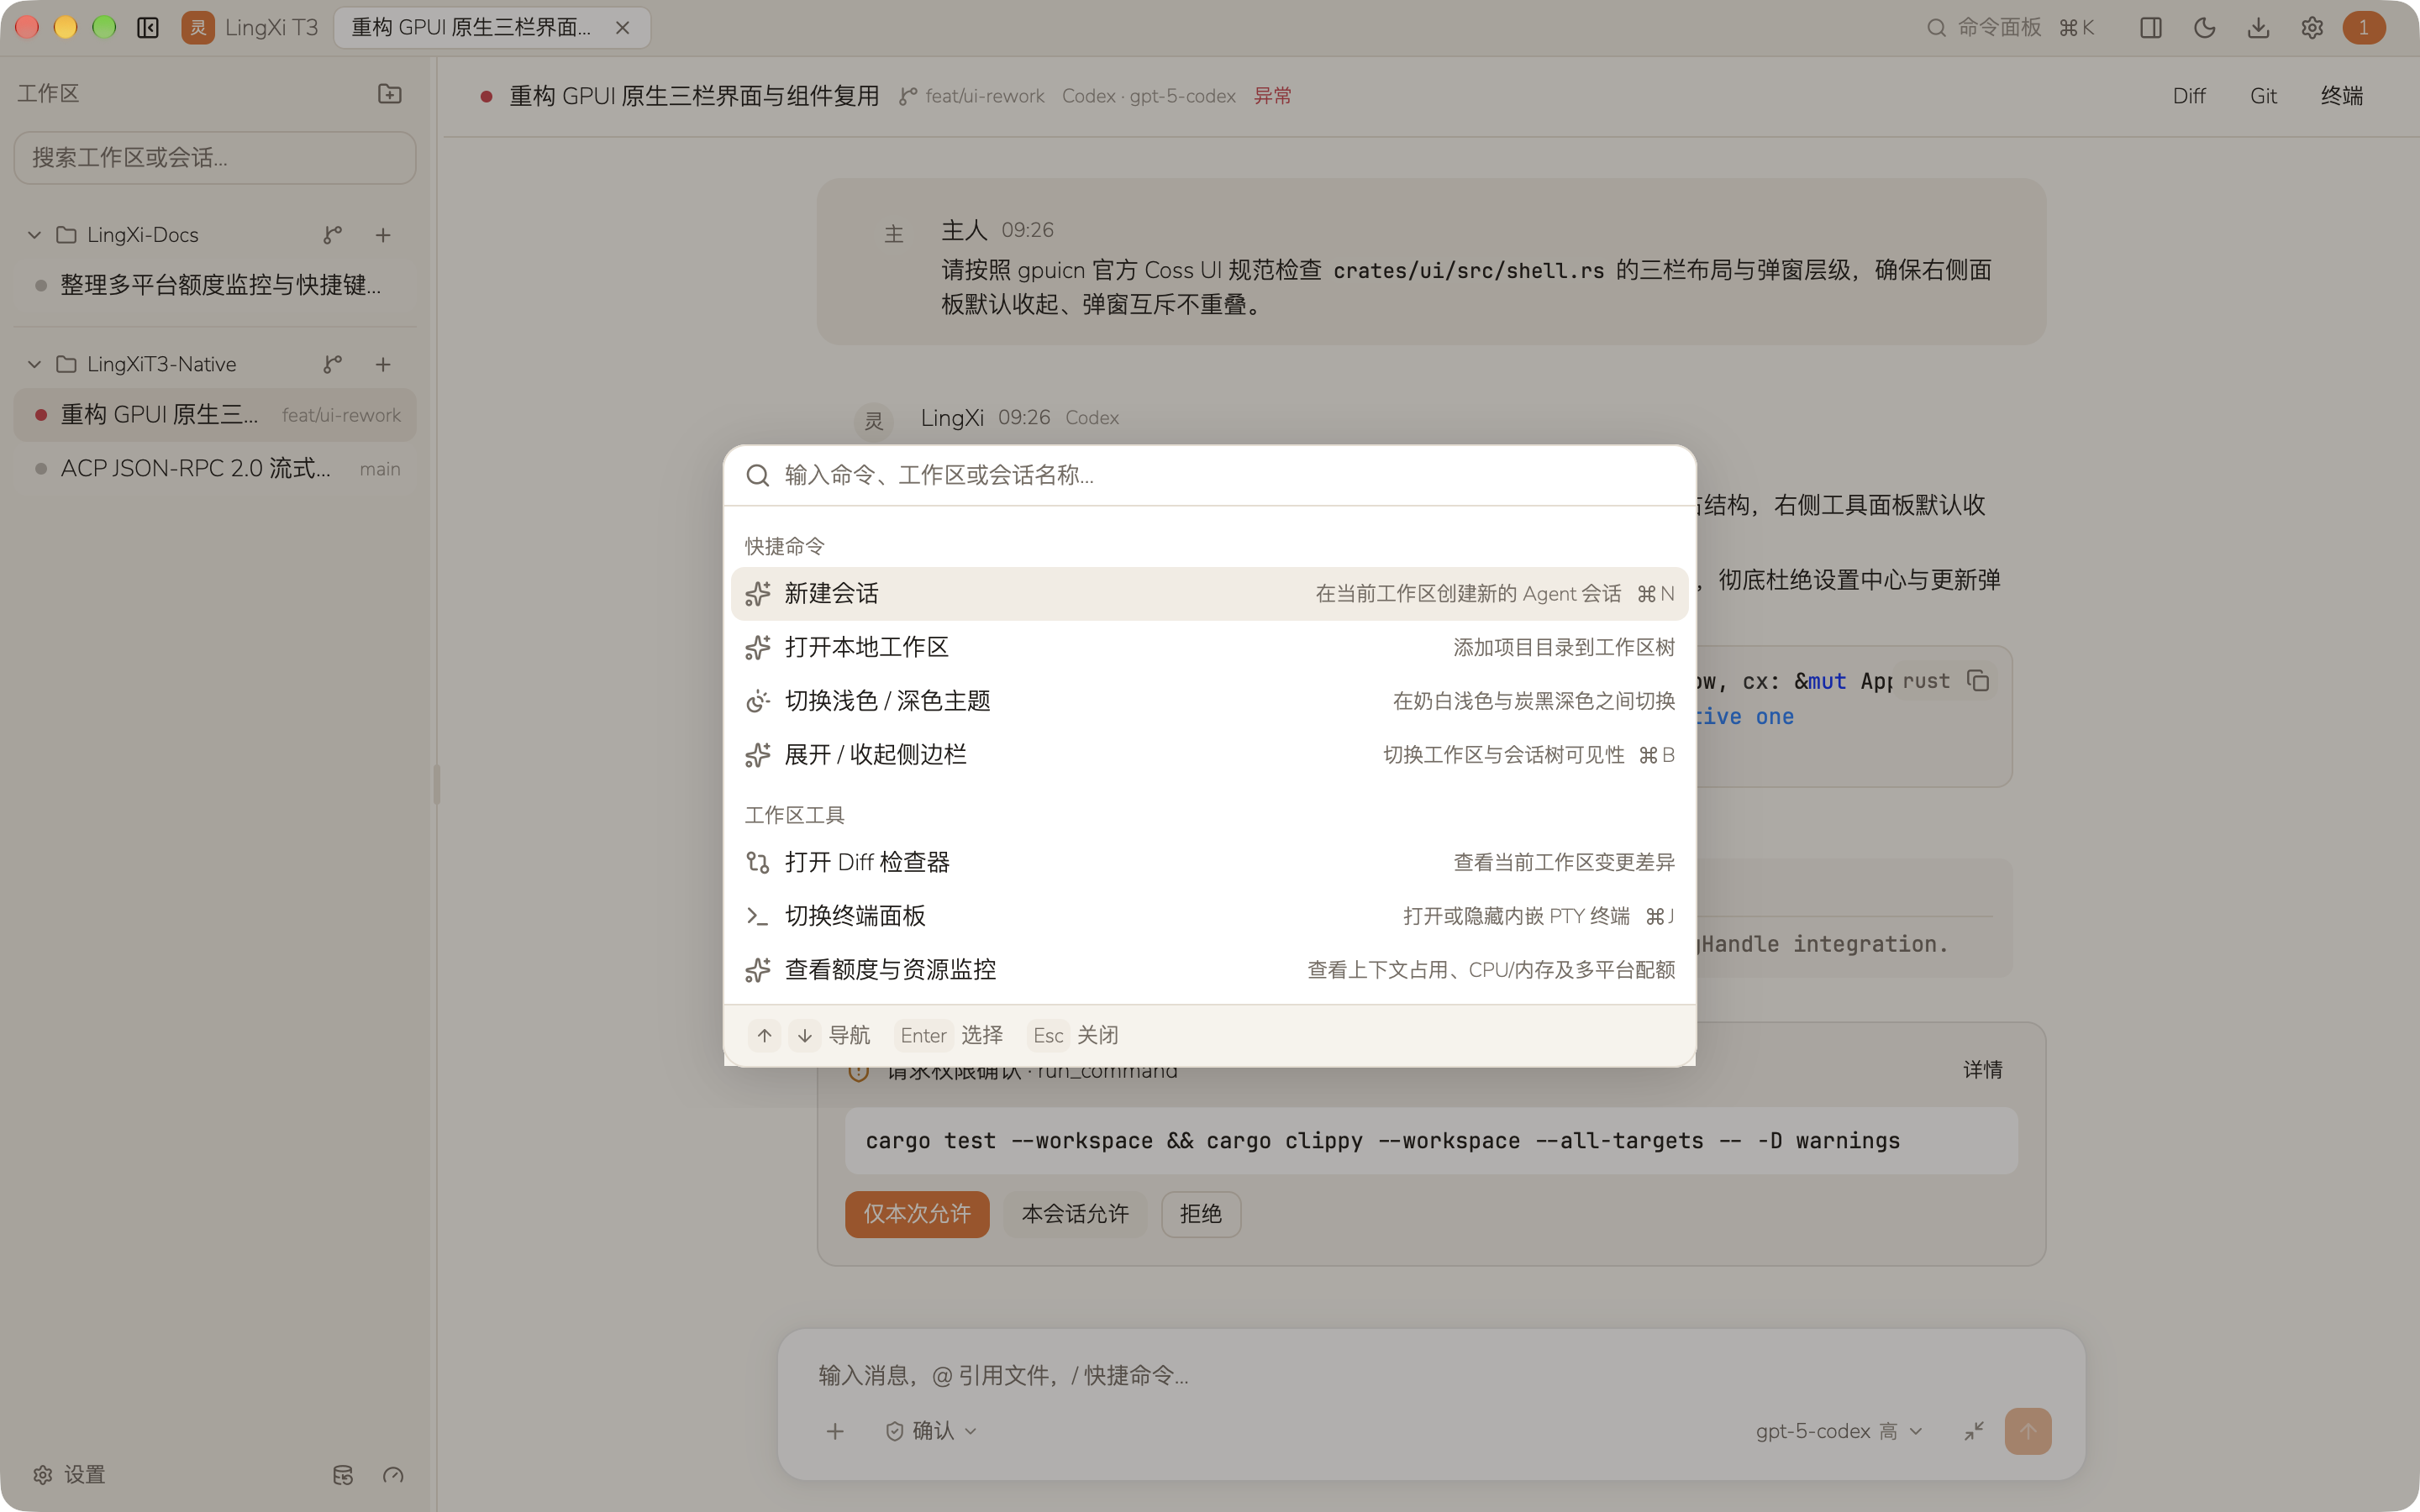 灵 LingXi T3 重构 GPUI 原生三栏界面... 命令面板 ⌘K 1
工作区
搜索工作区或会话...
LingXi-Docs
整理多平台额度监控与快捷键...
LingXiT3-Native
重构 GPUI 原生三... feat/ui-rework
ACP JSON-RPC 2.0 流式... main
设置
重构 GPUI 原生三栏界面与组件复用 feat/ui-rework Codex · gpt-5-codex 异常 Diff Git 终端
主 主人 09:26
请按照 gpuicn 官方 Coss UI 规范检查 crates/ui/src/shell.rs 的三栏布局与弹窗层级，确保右侧面
板默认收起、弹窗互斥不重叠。
灵 LingXi 09:26 Codex
结构，右侧工具面板默认收
，彻底杜绝设置中心与更新弹
cx: &mut App rust
one
Handle integration.
输入命令、工作区或会话名称...
快捷命令
新建会话 在当前工作区创建新的 Agent 会话 ⌘N
打开本地工作区 添加项目目录到工作区树
切换浅色 / 深色主题 在奶白浅色与炭黑深色之间切换
展开 / 收起侧边栏 切换工作区与会话树可见性 ⌘B
工作区工具
打开 Diff 检查器 查看当前工作区变更差异
切换终端面板 打开或隐藏内嵌 PTY 终端 ⌘J
查看额度与资源监控 查看上下文占用、CPU/内存及多平台配额
↑ ↓ 导航 Enter 选择 Esc 关闭
请求权限确认 · run_command 详情
cargo test --workspace && cargo clippy --workspace --all-targets -- -D warnings
仅本次允许 本会话允许 拒绝
输入消息，@ 引用文件，/ 快捷命令...
确认 gpt-5-codex 高